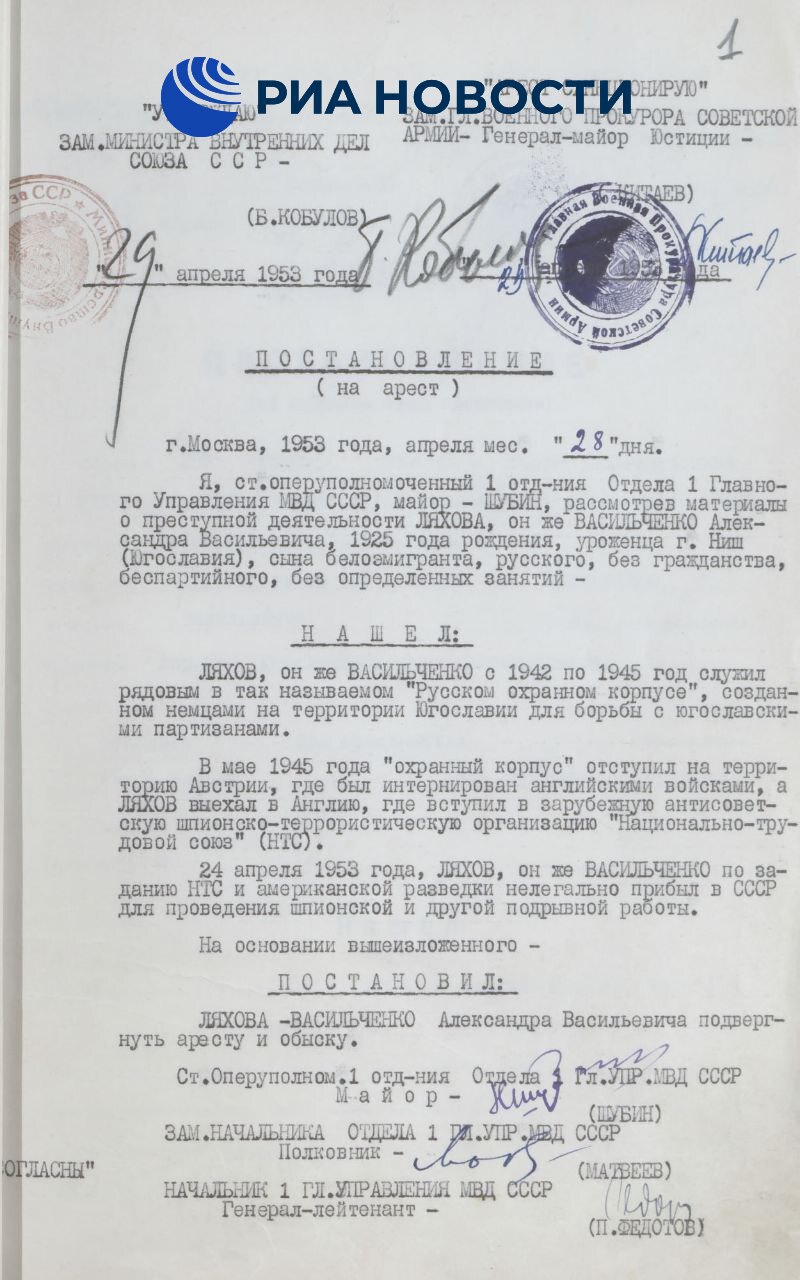 1
РИА НОВОСТИ
ЗАМ.МИНИСТРА ВНУТРЕННИХ ДЕЛ
СОЮЗА С С Р -
(Б.КОБУЛОВ)
"29" апреля 1953 года
ЗАМ.ГЛ.ВОЕННОГО ПРОКУРОРА СОВЕТСКОЙ
АРМИИ- Генерал-майор Юстиции -
(КИТАЕВ)
29
Главная Военная Прокуратура Советской Армии
П О С Т А Н О В Л Е Н И Е
( на арест )
г.Москва, 1953 года, апреля мес. "28"дня.
Я, ст.оперуполномоченный 1 отд-ния Отдела 1 Главно-
го Управления МВД СССР, майор - ШУБИН, рассмотрев материалы
о преступной деятельности ЛЯХОВА, он же ВАСИЛЬЧЕНКО Алек-
сандра Васильевича, 1925 года рождения, уроженца г. Ниш
(Югославия), сына белоэмигранта, русского, без гражданства,
беспартийного, без определенных занятий -
Н А Ш Е Л:
ЛЯХОВ, он же ВАСИЛЬЧЕНКО с 1942 по 1945 год служил
рядовым в так называемом "Русском охранном корпусе", создан-
ном немцами на территории Югославии для борьбы с югославски-
ми партизанами.
В мае 1945 года "охранный корпус" отступил на терри-
торию Австрии, где был интернирован английскими войсками, а
ЛЯХОВ выехал в Англию, где вступил в зарубежную антисовет-
скую шпионско-террористическую организацию "Национально-тру-
довой союз" (НТС).
24 апреля 1953 года, ЛЯХОВ, он же ВАСИЛЬЧЕНКО по за-
данию НТС и американской разведки нелегально прибыл в СССР
для проведения шпионской и другой подрывной работы.
На основании вышеизложенного -
П О С Т А Н О В И Л:
ЛЯХОВА -ВАСИЛЬЧЕНКО Александра Васильевича подверг-
нуть аресту и обыску.
Ст.Оперуполном.1 отд-ния Отдела 1 Гл.УПР.МВД СССР
М а й о р -
(ШУБИН)
ЗАМ.НАЧАЛЬНИКА ОТДЕЛА 1 ГЛ.УПР.МВД СССР
Полковник -
(МАТВЕЕВ)
ОГЛАСНЫ"
НАЧАЛЬНИК 1 ГЛ.УПРАВЛЕНИЯ МВД СССР
Генерал-лейтенант -
(П.ФЕДОТОВ)